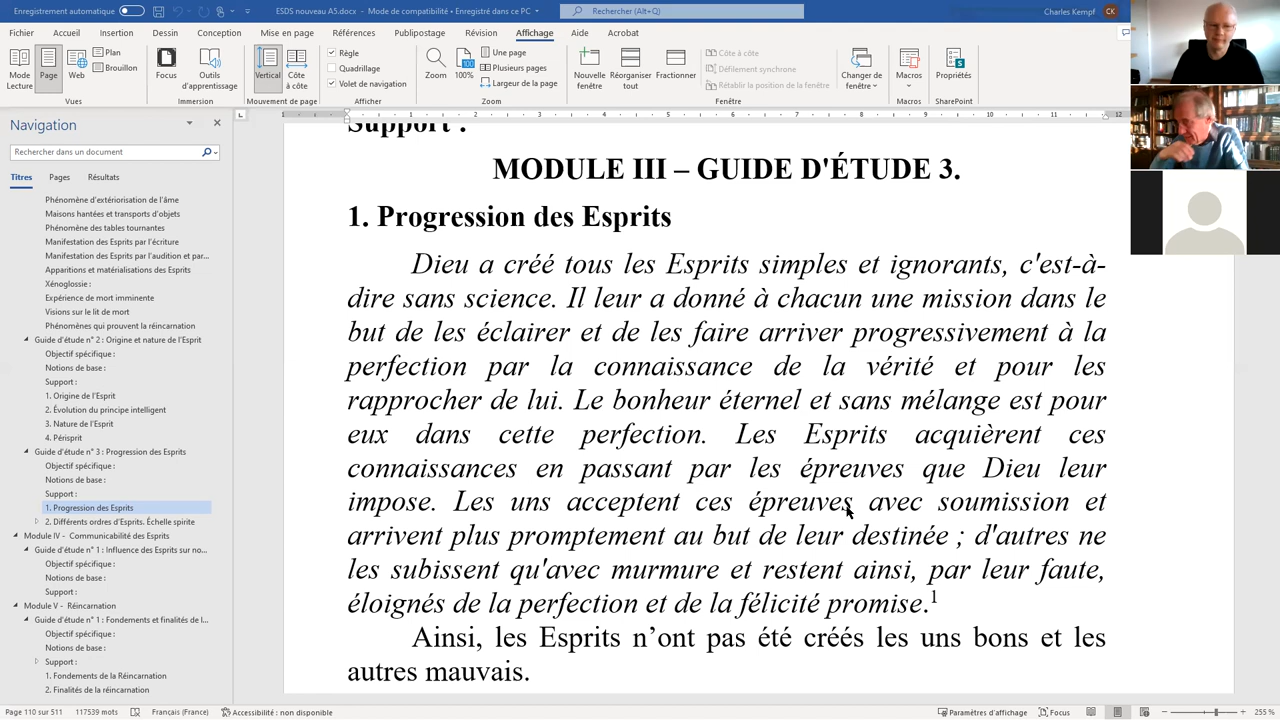 Enregistrement automatique
ESDS nouveau A5.docx - Mode de compatibilité • Enregistré dans ce PC
Rechercher (Alt+Q)
Charles Kempf
CK
Fichier Accueil Insertion Dessin Conception Mise en page Références Publipostage Révision Affichage Aide Acrobat
Mode Lecture
Page
Web
Plan
Brouillon
Vues
Focus
Outils d'apprentissage
Immersion
Vertical
Côte à côte
Mouvement de page
Règle
Quadrillage
Volet de navigation
Afficher
Zoom
100%
Une page
Plusieurs pages
Largeur de la page
Zoom
Nouvelle fenêtre
Réorganiser tout
Fractionner
Côte à côte
Défilement synchrone
Rétablir la position de la fenêtre
Fenêtre
Changer de fenêtre
Macros
Macros
Propriétés
SharePoint
Navigation
Rechercher dans un document
Titres Pages Résultats
Phénomène d'extériorisation de l'âme
Maisons hantées et transports d'objets
Phénomène des tables tournantes
Manifestation des Esprits par l'écriture
Manifestation des Esprits par l'audition et par...
Apparitions et matérialisations des Esprits
Xénoglossie :
Expérience de mort imminente
Visions sur le lit de mort
Phénomènes qui prouvent la réincarnation
Guide d'étude n° 2 : Origine et nature de l'Esprit
Objectif spécifique :
Notions de base :
Support :
1. Origine de l'Esprit
2. Évolution du principe intelligent
3. Nature de l'Esprit
4. Périsprit
Guide d'étude n° 3 : Progression des Esprits
Objectif spécifique :
Notions de base :
Support :
1. Progression des Esprits
2. Différents ordres d'Esprits. Échelle spirite
Module IV - Communicabilité des Esprits
Guide d'étude n° 1 : Influence des Esprits sur no...
Objectif spécifique :
Notions de base :
Support :
Module V - Réincarnation
Guide d'étude n° 1 : Fondements et finalités de l...
Objectif spécifique :
Notions de base :
Support :
1. Fondements de la Réincarnation
2. Finalités de la réincarnation
1 1 2 3 4 5 6 7 8 9 10 11 12
Support :
MODULE III – GUIDE D'ÉTUDE 3.
1. Progression des Esprits
Dieu a créé tous les Esprits simples et ignorants, c'est-à-
dire sans science. Il leur a donné à chacun une mission dans le
but de les éclairer et de les faire arriver progressivement à la
perfection par la connaissance de la vérité et pour les
rapprocher de lui. Le bonheur éternel et sans mélange est pour
eux dans cette perfection. Les Esprits acquièrent ces
connaissances en passant par les épreuves que Dieu leur
impose. Les uns acceptent ces épreuves avec soumission et
arrivent plus promptement au but de leur destinée ; d'autres ne
les subissent qu'avec murmure et restent ainsi, par leur faute,
éloignés de la perfection et de la félicité promise.1
Ainsi, les Esprits n’ont pas été créés les uns bons et les
autres mauvais.
Page 110 sur 511 117539 mots Français (France) Accessibilité : non disponible Paramètres d'affichage Focus 255 %